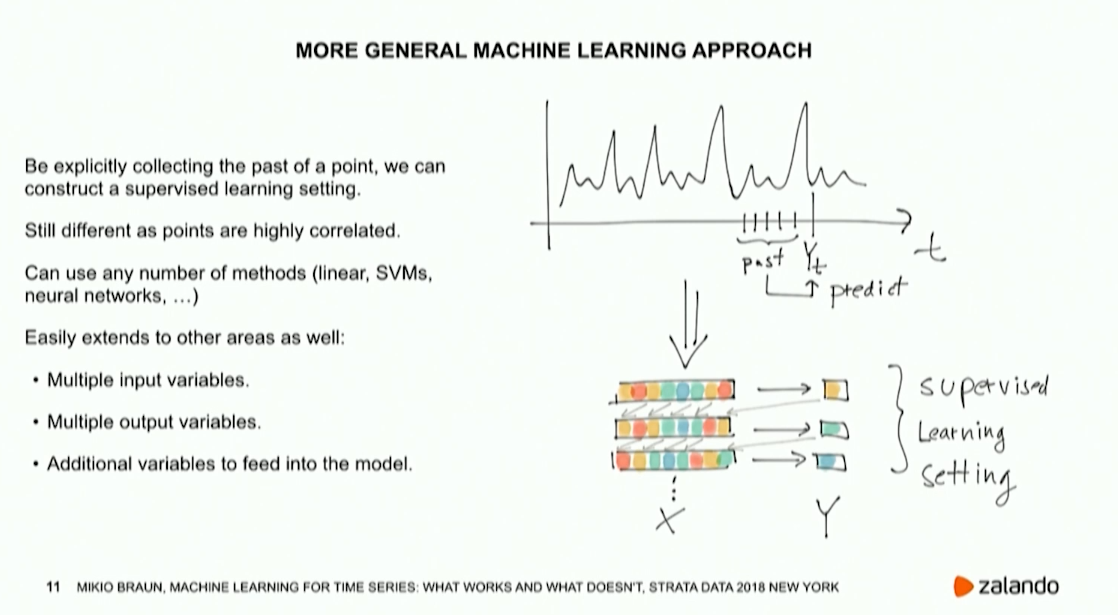 MORE GENERAL MACHINE LEARNING APPROACH
Be explicitly collecting the past of a point, we can
construct a supervised learning setting.
Still different as points are highly correlated.
Can use any number of methods (linear, SVMs,
neural networks, …)
Easily extends to other areas as well:
• Multiple input variables.
• Multiple output variables.
• Additional variables to feed into the model.
t
past Yt
predict
supervised
Learning
setting
X Y
11 MIKIO BRAUN, MACHINE LEARNING FOR TIME SERIES: WHAT WORKS AND WHAT DOESN'T, STRATA DATA 2018 NEW YORK
zalando